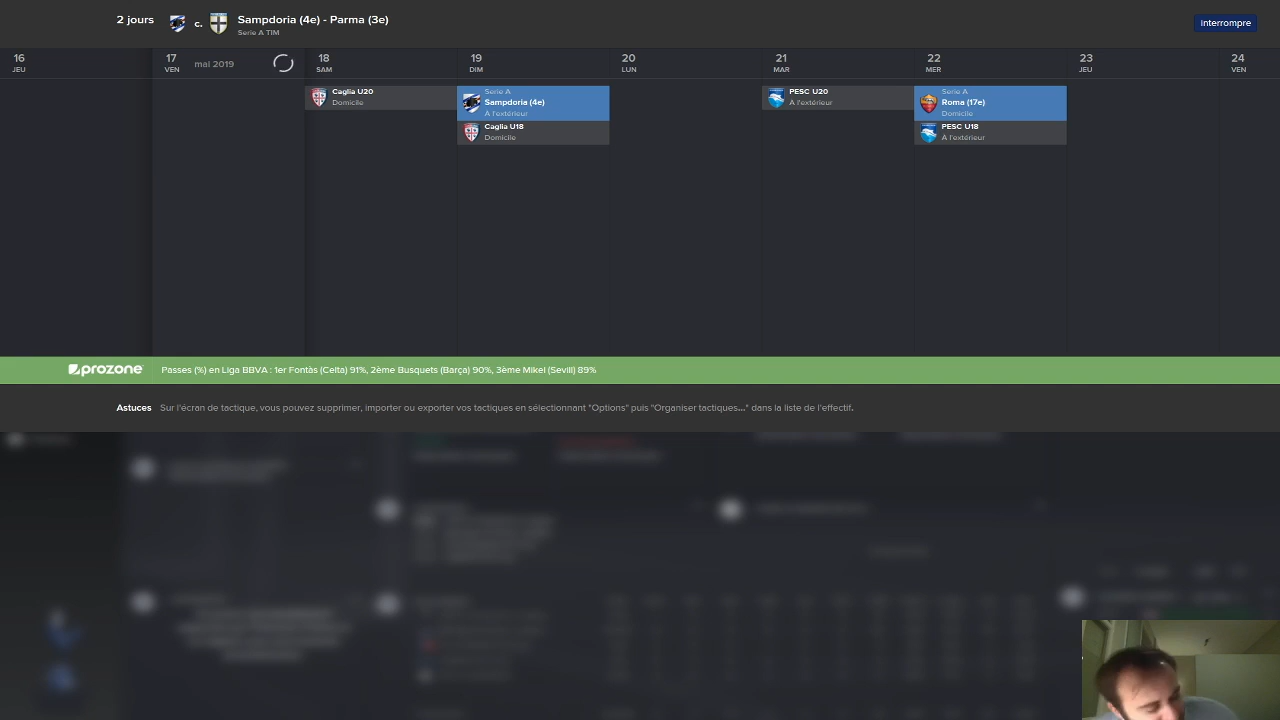 2 jours
c.
Sampdoria (4e) - Parma (3e)
Serie A TIM
Interrompre
16
JEU
17
VEN
mai 2019
18
SAM
19
DIM
20
LUN
21
MAR
22
MER
23
JEU
24
VEN
Caglia U20
Domicile
Serie A
Sampdoria (4e)
À l'extérieur
Caglia U18
Domicile
PESC U20
À l'extérieur
Serie A
Roma (17e)
Domicile
PESC U18
À l'extérieur
prozone
Passes (%) en Liga BBVA : 1er Fontàs (Celta) 91%, 2ème Busquets (Barça) 90%, 3ème Mikel (Sevill) 89%
Astuces
Sur l'écran de tactique, vous pouvez supprimer, importer ou exporter vos tactiques en sélectionnant "Options" puis "Organiser tactiques..." dans la liste de l'effectif.